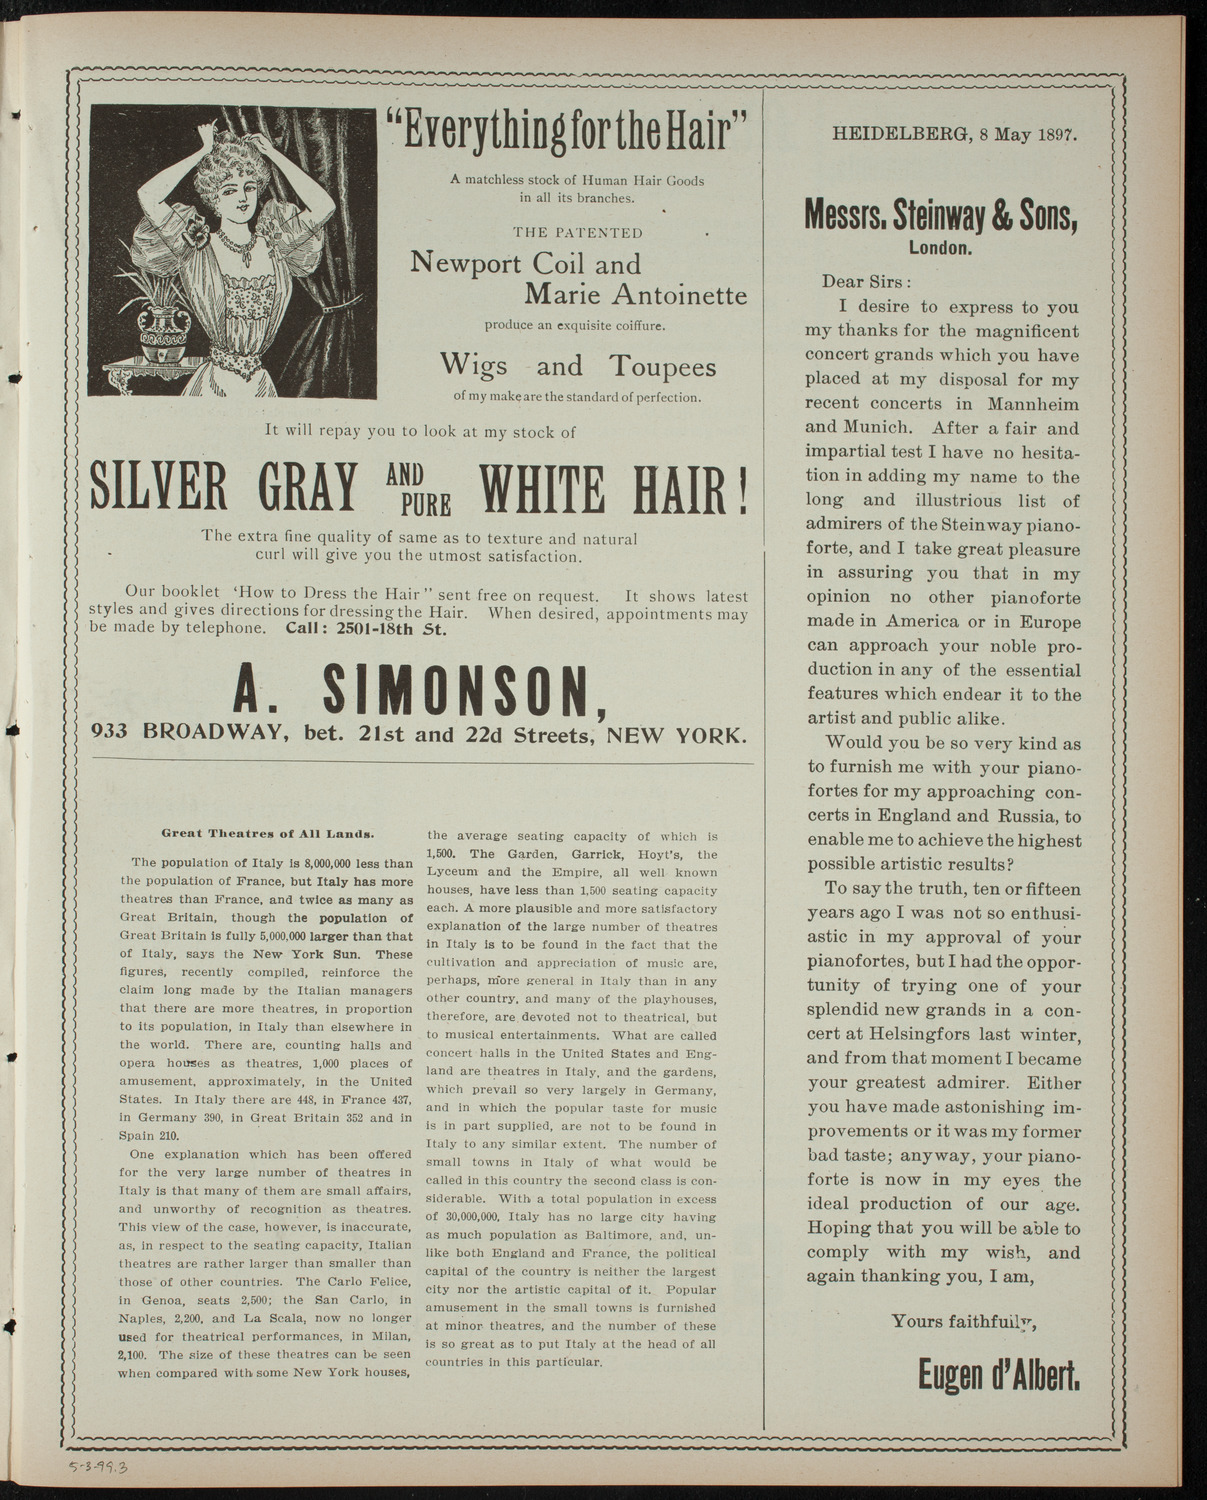 "Everything for the Hair"
A matchless stock of Human Hair Goods
in all its branches.
THE PATENTED
Newport Coil and
Marie Antoinette
produce an exquisite coiffure.
Wigs and Toupees
of my make are the standard of perfection.
It will repay you to look at my stock of
SILVER GRAY AND PURE WHITE HAIR!
The extra fine quality of same as to texture and natural
curl will give you the utmost satisfaction.
Our booklet 'How to Dress the Hair" sent free on request. It shows latest
styles and gives directions for dressing the Hair. When desired, appointments may
be made by telephone. Call: 2501-18th St.
A. SIMONSON,
933 BROADWAY, bet. 21st and 22d Streets, NEW YORK.
Great Theatres of All Lands.
The population of Italy is 8,000,000 less than
the population of France, but Italy has more
theatres than France, and twice as many as
Great Britain, though the population of
Great Britain is fully 5,000,000 larger than that
of Italy, says the New York Sun. These
figures, recently compiled, reinforce the
claim long made by the Italian managers
that there are more theatres, in proportion
to its population, in Italy than elsewhere in
the world. There are, counting halls and
opera houses as theatres, 1,000 places of
amusement, approximately, in the United
States. In Italy there are 448, in France 437,
in Germany 390, in Great Britain 352 and in
Spain 210.
One explanation which has been offered
for the very large number of theatres in
Italy is that many of them are small affairs,
and unworthy of recognition as theatres.
This view of the case, however, is inaccurate,
as, in respect to the seating capacity, Italian
theatres are rather larger than smaller than
those of other countries. The Carlo Felice,
in Genoa, seats 2,500; the San Carlo, in
Naples, 2,200, and La Scala, now no longer
used for theatrical performances, in Milan,
2,100. The size of these theatres can be seen
when compared with some New York houses,
the average seating capacity of which is
1,500. The Garden, Garrick, Hoyt's, the
Lyceum and the Empire, all well known
houses, have less than 1,500 seating capacity
each. A more plausible and more satisfactory
explanation of the large number of theatres
in Italy is to be found in the fact that the
cultivation and appreciation of music are,
perhaps, more general in Italy than in any
other country, and many of the playhouses,
therefore, are devoted not to theatrical, but
to musical entertainments. What are called
concert halls in the United States and Eng-
land are theatres in Italy, and the gardens,
which prevail so very largely in Germany,
and in which the popular taste for music
is in part supplied, are not to be found in
Italy to any similar extent. The number of
small towns in Italy of what would be
called in this country the second class is con-
siderable. With a total population in excess
of 30,000,000, Italy has no large city having
as much population as Baltimore, and, un-
like both England and France, the political
capital of the country is neither the largest
city nor the artistic capital of it. Popular
amusement in the small towns is furnished
at minor theatres, and the number of these
is so great as to put Italy at the head of all
countries in this particular.
HEIDELBERG, 8 May 1897.
Messrs. Steinway & Sons,
London.
Dear Sirs:
I desire to express to you
my thanks for the magnificent
concert grands which you have
placed at my disposal for my
recent concerts in Mannheim
and Munich. After a fair and
impartial test I have no hesita-
tion in adding my name to the
long and illustrious list of
admirers of the Steinway piano-
forte, and I take great pleasure
in assuring you that in my
opinion no other pianoforte
made in America or in Europe
can approach your noble pro-
duction in any of the essential
features which endear it to the
artist and public alike.
Would you be so very kind as
to furnish me with your piano-
fortes for my approaching con-
certs in England and Russia, to
enable me to achieve the highest
possible artistic results?
To say the truth, ten or fifteen
years ago I was not so enthusi-
astic in my approval of your
pianofortes, but I had the oppor-
tunity of trying one of your
splendid new grands in a con-
cert at Helsingfors last winter,
and from that moment I became
your greatest admirer. Either
you have made astonishing im-
provements or it was my former
bad taste; anyway, your piano-
forte is now in my eyes the
ideal production of our age.
Hoping that you will be able to
comply with my wish, and
again thanking you, I am,
Yours faithfully,
Eugen d'Albert.
5-3-99.3